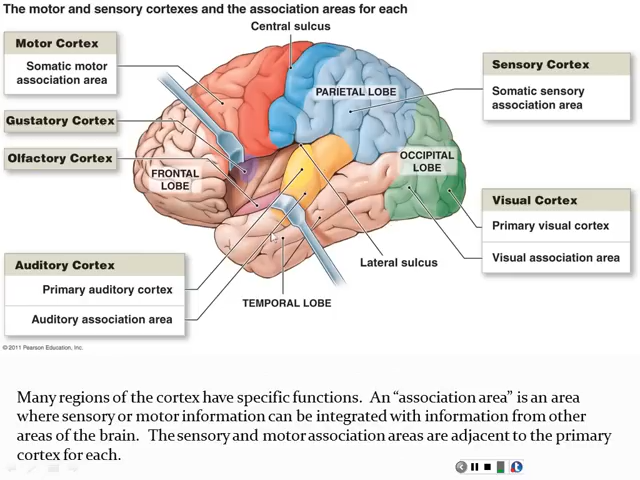 The motor and sensory cortexes and the association areas for each
Central sulcus
Motor Cortex
Somatic motor
association area
Gustatory Cortex
Olfactory Cortex
FRONTAL
LOBE
PARIETAL LOBE
OCCIPITAL
LOBE
Sensory Cortex
Somatic sensory
association area
Visual Cortex
Primary visual cortex
Visual association area
Auditory Cortex
Primary auditory cortex
Auditory association area
Lateral sulcus
TEMPORAL LOBE
© 2011 Pearson Education, Inc.
Many regions of the cortex have specific functions. An “association area” is an area
where sensory or motor information can be integrated with information from other
areas of the brain. The sensory and motor association areas are adjacent to the primary
cortex for each.